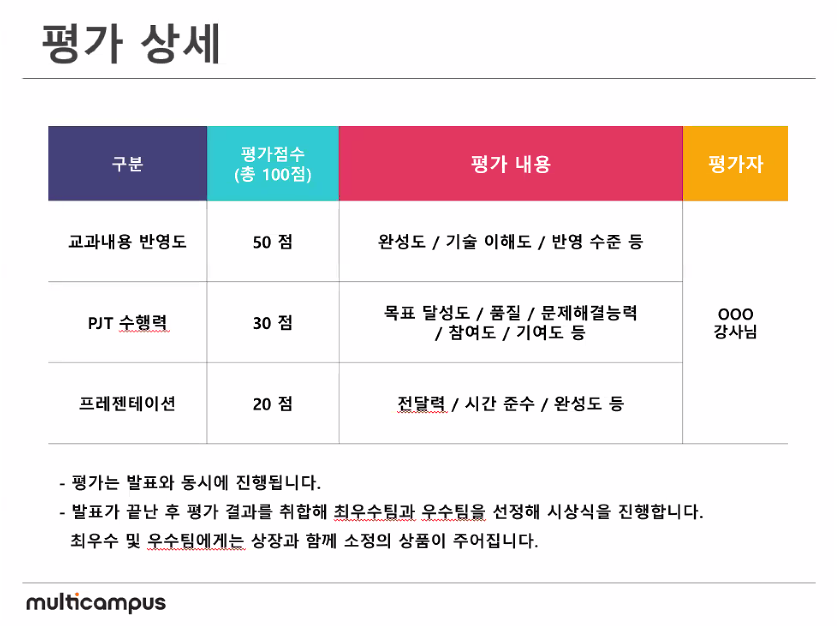 평가 상세
구분
평가점수
(총 100점)
평가 내용
평가자
교과내용 반영도
50 점
완성도 / 기술 이해도 / 반영 수준 등
PJT 수행력
30 점
목표 달성도 / 품질 / 문제해결능력
/ 참여도 / 기여도 등
OOO
강사님
프레젠테이션
20 점
전달력 / 시간 준수 / 완성도 등
- 평가는 발표와 동시에 진행됩니다.
- 발표가 끝난 후 평가 결과를 취합해 최우수팀과 우수팀을 선정해 시상식을 진행합니다.
최우수 및 우수팀에게는 상장과 함께 소정의 상품이 주어집니다.
multicampus